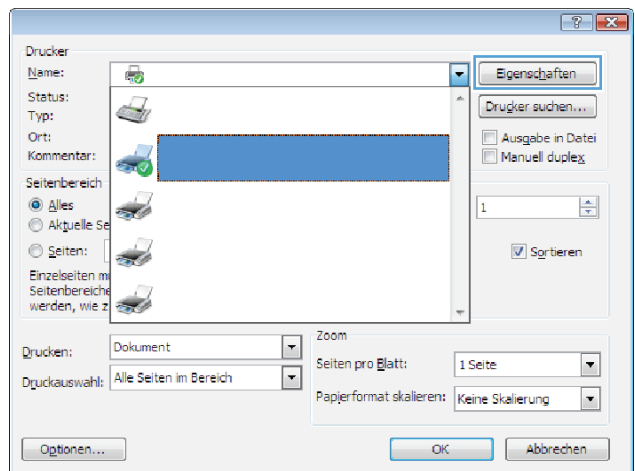 Drucker
Name:
Eigenschaften
Status:
Typ:
Drucker suchen...
Ort:
Ausgabe in Datei
Kommentar:
Manuell duplex
Seitenbereich
Alles
1
Aktuelle Se
Seiten:
Sortieren
Einzelseiten m
Seitenbereiche
werden, wie z
Zoom
Drucken:
Dokument
Seiten pro Blatt:
1 Seite
Druckauswahl:
Alle Seiten im Bereich
Papierformat skalieren:
Keine Skalierung
Optionen...
OK
Abbrechen